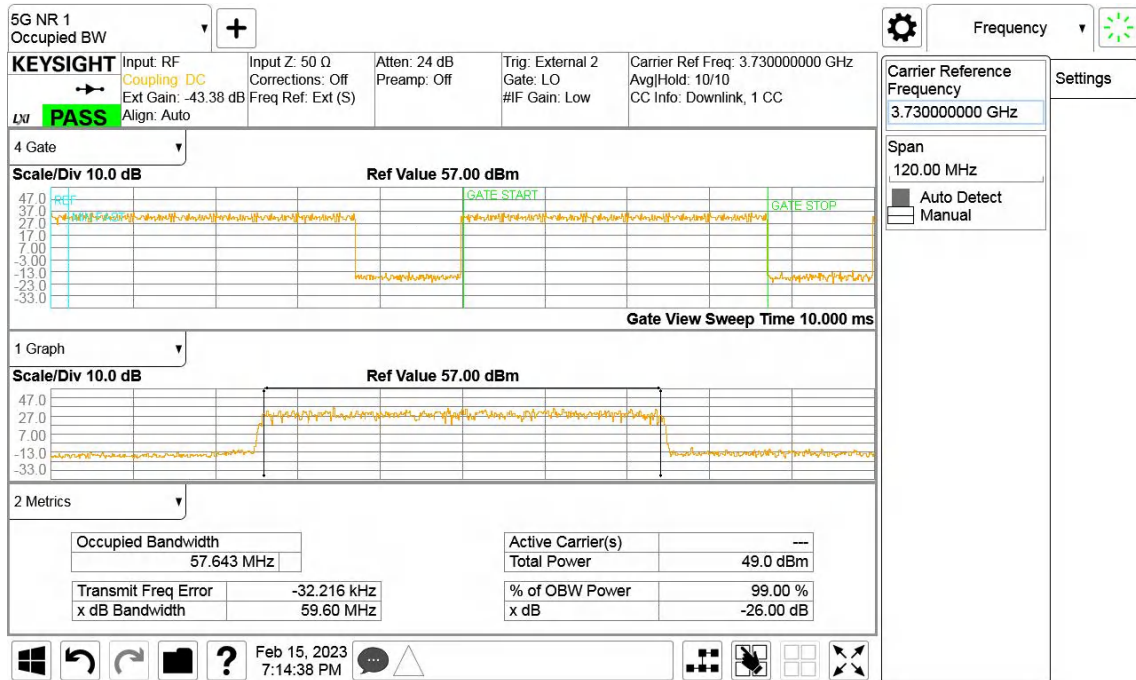 5G NR 1
Occupied BW
+
Frequency
KEYSIGHT
LXI PASS
Input: RF
Coupling: DC
Ext Gain: -43.38 dB
Align: Auto
Input Z: 50 Ω
Corrections: Off
Freq Ref: Ext (S)
Atten: 24 dB
Preamp: Off
Trig: External 2
Gate: LO
#IF Gain: Low
Carrier Ref Freq: 3.730000000 GHz
Avg|Hold: 10/10
CC Info: Downlink, 1 CC
Carrier Reference
Frequency
3.730000000 GHz
Span
120.00 MHz
Auto Detect
Manual
Settings
4 Gate
Scale/Div 10.0 dB
Ref Value 57.00 dBm
47.0
37.0
27.0
17.0
7.00
-3.00
-13.0
-23.0
-33.0
REF
GATE START
GATE STOP
Gate View Sweep Time 10.000 ms
1 Graph
Scale/Div 10.0 dB
Ref Value 57.00 dBm
47.0
27.0
7.00
-13.0
-33.0
2 Metrics
Occupied Bandwidth
57.643 MHz
Transmit Freq Error -32.216 kHz
x dB Bandwidth 59.60 MHz
Active Carrier(s) ---
Total Power 49.0 dBm
% of OBW Power 99.00 %
x dB -26.00 dB
?
Feb 15, 2023
7:14:38 PM